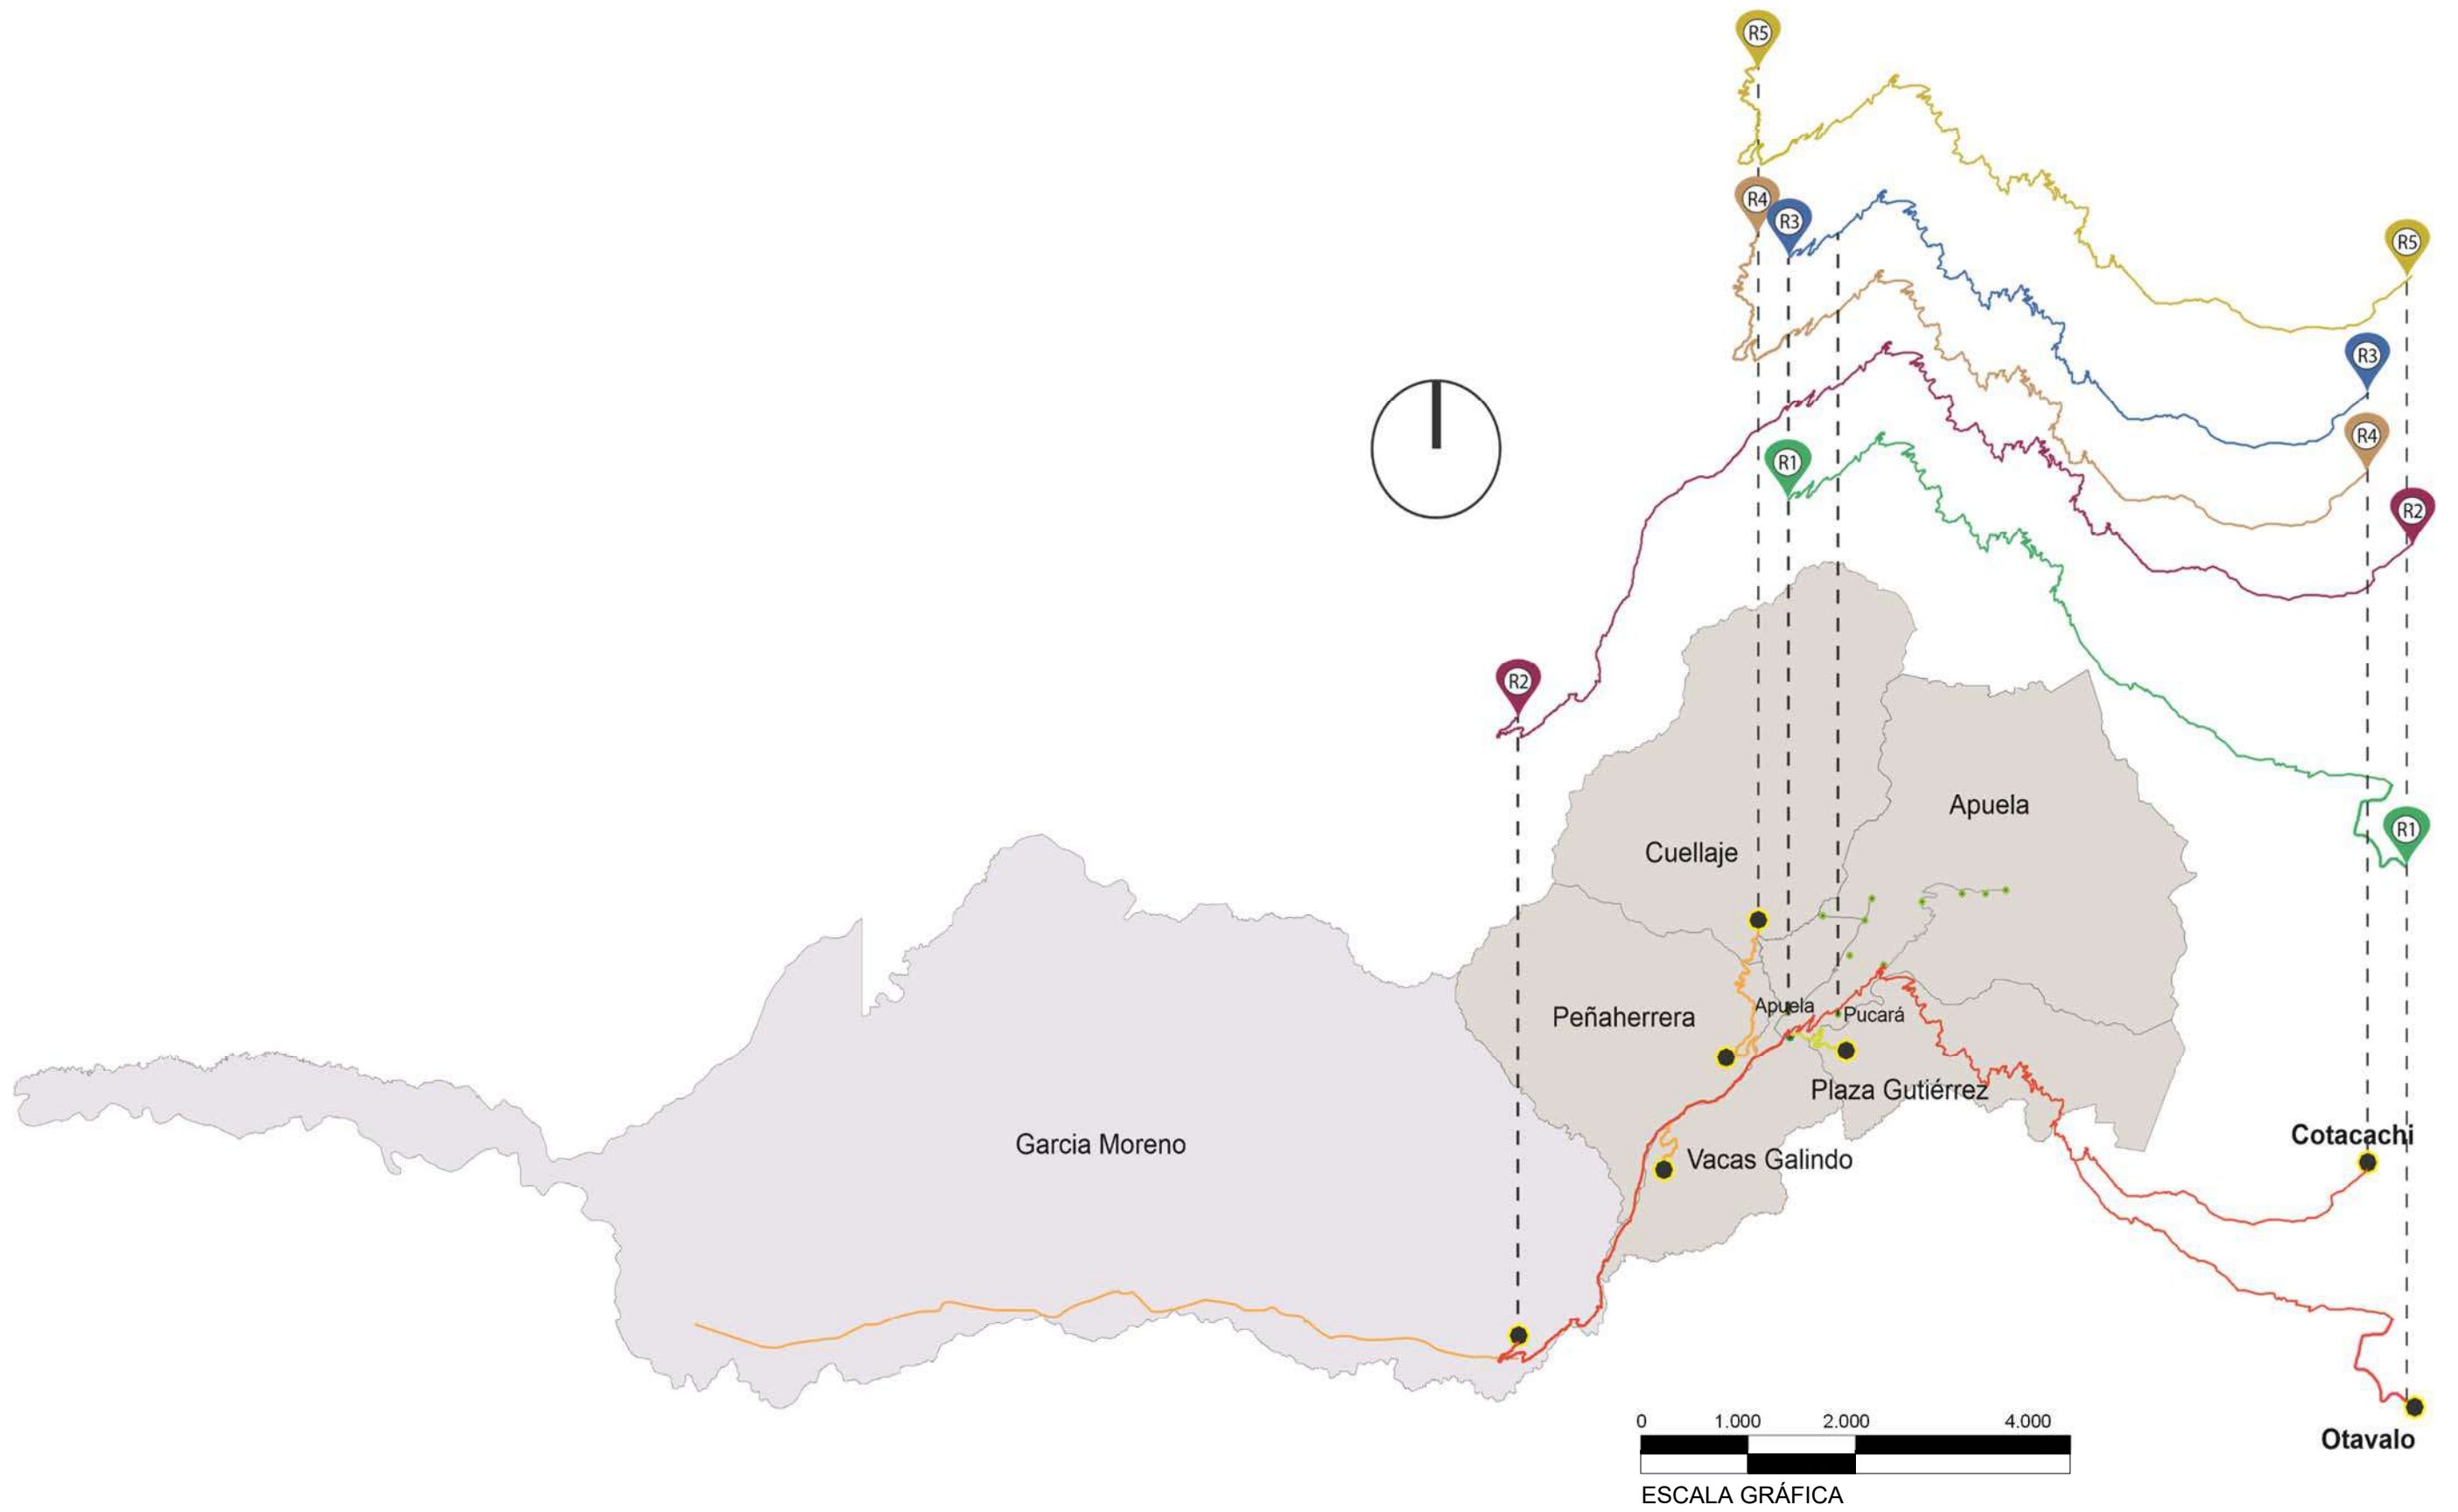 R5
R4
R3
R5
R3
R4
R1
R2
R2
Apuela
R1
Cuellaje
Apuela
Pucará
Peñaherrera
Plaza Gutiérrez
Cotacachi
Garcia Moreno
Vacas Galindo
0 1.000 2.000 4.000
Otavalo
ESCALA GRÁFICA